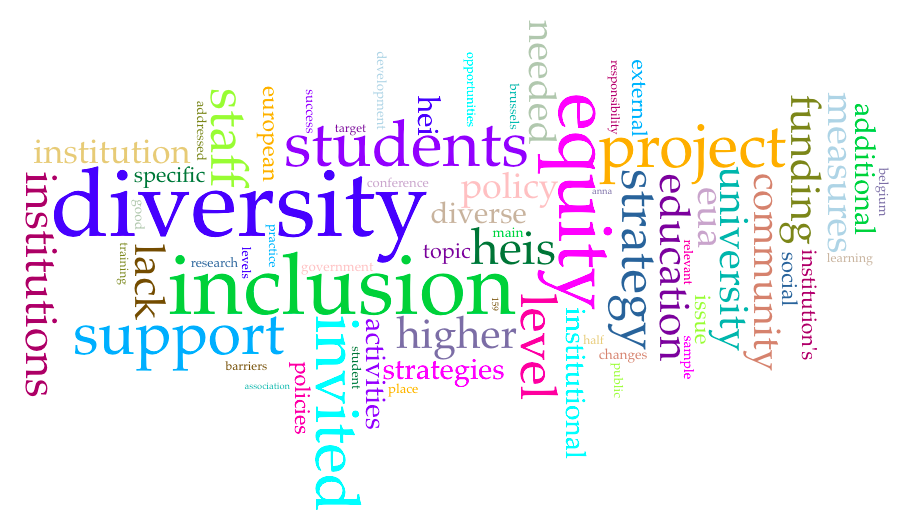 needed
opportunities
development
external
responsibility
brussels
european
success
staff
addressed
hei
target
students
equity
project
funding
measures
additional
institution
specific
diversity
conference
policy
anna
belgium
institutions
good
diverse
strategy
education
eua
university
community
main
training
lack
practice
levels
research
topic
heis
relevant
social
institution's
learning
government
inclusion
159
level
issue
support
invited
activities
higher
institutional
half
sample
changes
student
barriers
policies
strategies
public
association
place